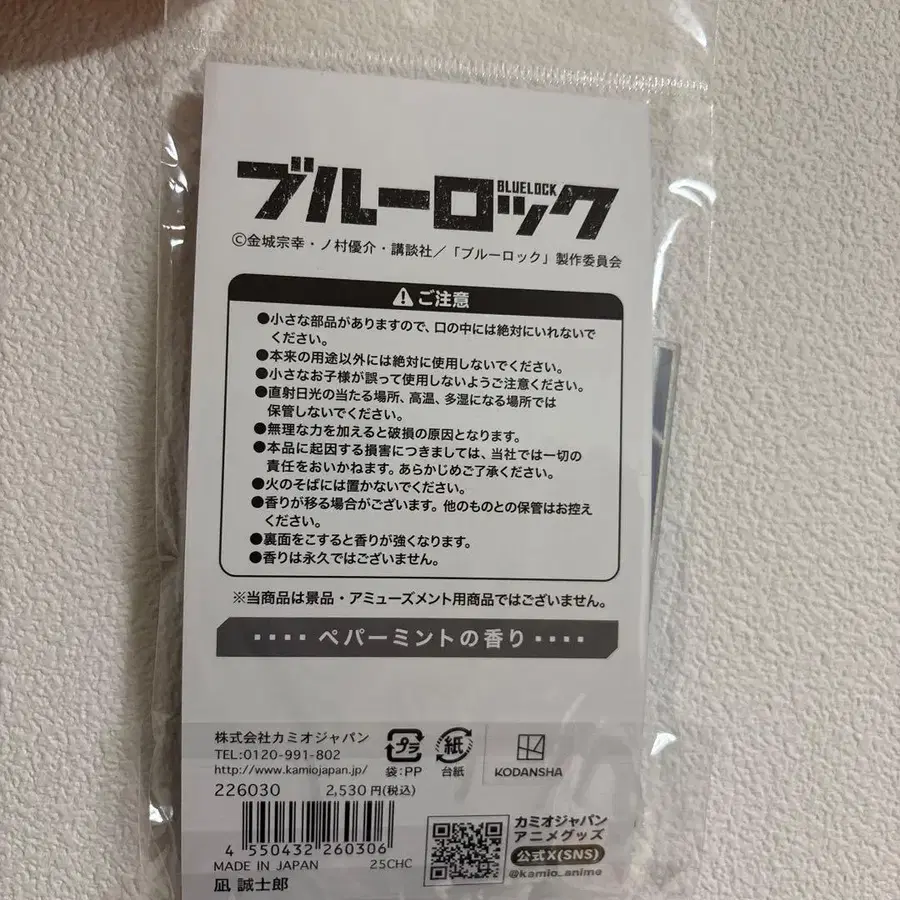 ブルーロック
BLUELOCK
©金城宗幸・ノ村優介・講談社／「ブルーロック」製作委員会
ご注意
●小さな部品がありますので、口の中には絶対にいれないで
ください。
●本来の用途以外には絶対に使用しないでください。
●小さなお子様が誤って使用しないようご注意ください。
●直射日光の当たる場所、高温、多湿になる場所では
保管しないでください。
●無理な力を加えると破損の原因となります。
●本品に起因する損害につきましては、当社では一切の
責任をおいかねます。あらかじめご了承ください。
●火のそばには置かないでください。
●香りが移る場合がございます。他のものとの保管はお控え
ください。
●裏面をこすると香りが強くなります。
●香りは永久ではございません。
※当商品は景品・アミューズメント用商品ではございません。
ペパーミントの香り
株式会社カミオジャパン
TEL:0120-991-802
http://www.kamiojapan.jp/
プラ
袋:PP
紙
台紙
KODANSHA
226030 2,530円(税込)
4 550432 260306
MADE IN JAPAN 25CHC
凪 誠士郎
カミオジャパン
アニメグッズ
公式X(SNS)
@kamio_anime